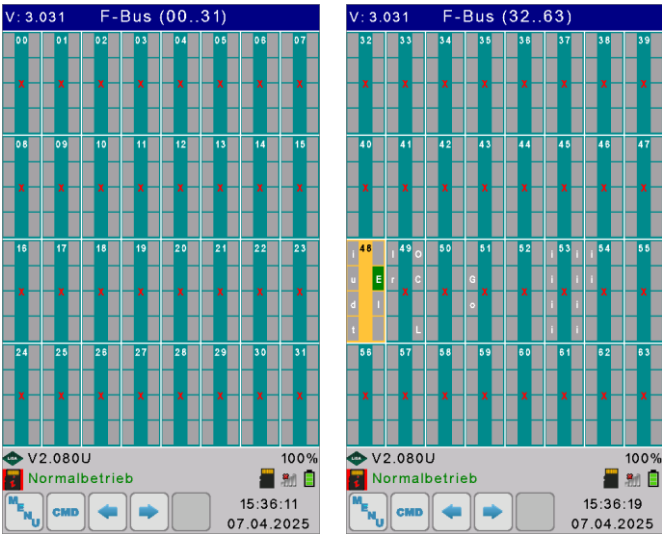 V: 3.031 F-Bus (00..31)
00 01 02 03 04 05 06 07
X X X X X X X X
08 09 10 11 12 13 14 15
X X X X X X X X
16 17 18 19 20 21 22 23
X X X X X X X X
24 25 26 27 28 29 30 31
X X X X X X X X
LISA V2.080U 100%
Normalbetrieb
MENU CMD 15:36:11
07.04.2025
V: 3.031 F-Bus (32..63)
32 33 34 35 36 37 38 39
X X X X X X X X
40 41 42 43 44 45 46 47
X X X X X X X X
i 48 I 49 O 50 51 52 i 53 i i 54 55
u E r C G i i i
X X X X X X X
d I o i i
t L i i
56 57 58 59 60 61 62 63
X X X X X X X X
LISA V2.080U 100%
Normalbetrieb
MENU CMD 15:36:19
07.04.2025